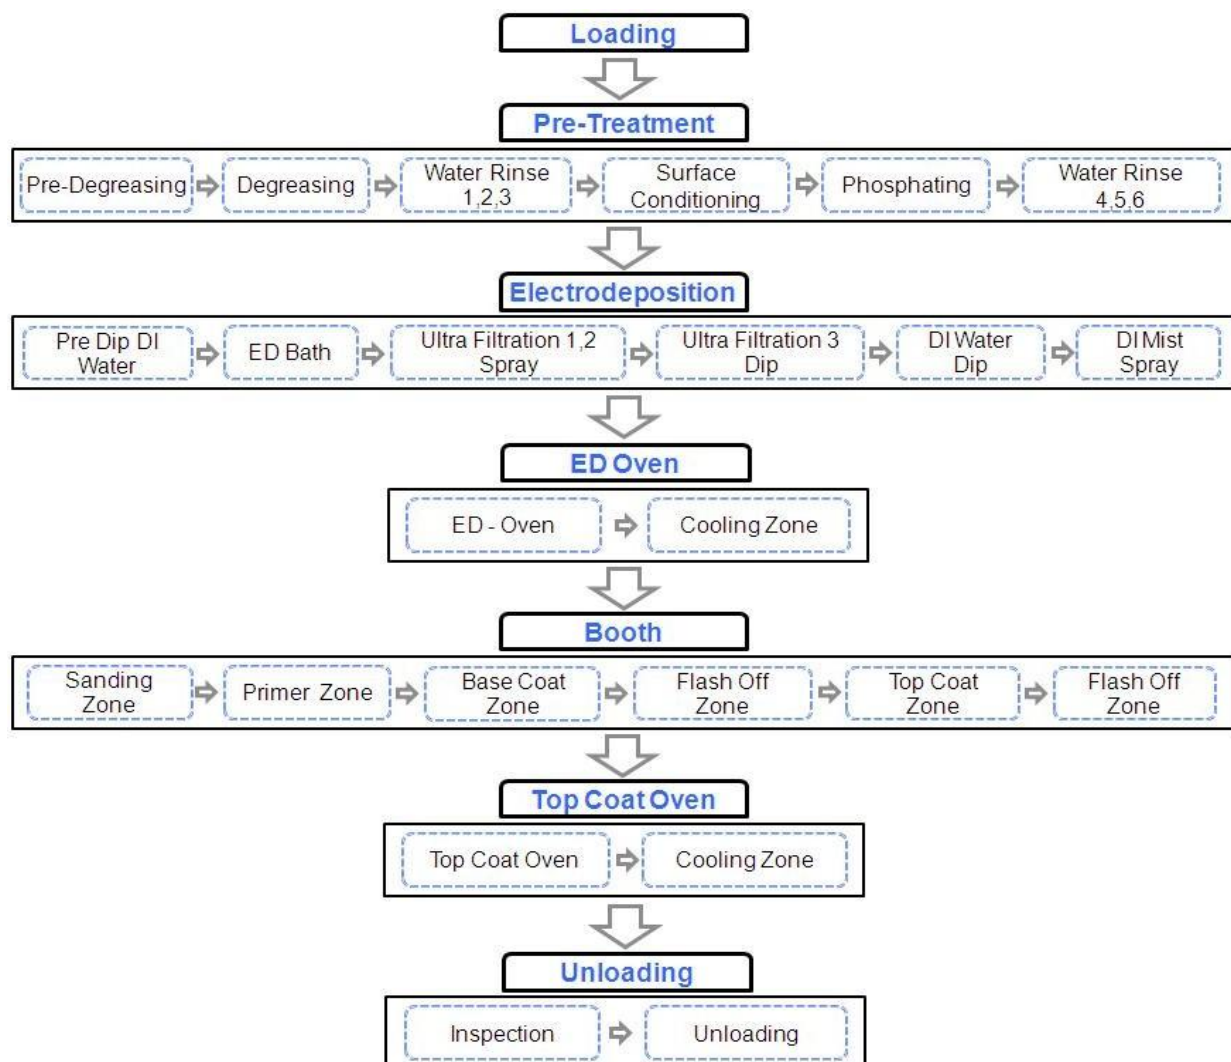 Loading
Pre-Treatment
Pre-Degreasing
Degreasing
Water Rinse
1,2,3
Surface
Conditioning
Phosphating
Water Rinse
4,5,6
Electrodeposition
Pre Dip DI
Water
ED Bath
Ultra Filtration 1,2
Spray
Ultra Filtration 3
Dip
DI Water
Dip
DI Mist
Spray
ED Oven
ED - Oven
Cooling Zone
Booth
Sanding
Zone
Primer Zone
Base Coat
Zone
Flash Off
Zone
Top Coat
Zone
Flash Off
Zone
Top Coat Oven
Top Coat Oven
Cooling Zone
Unloading
Inspection
Unloading